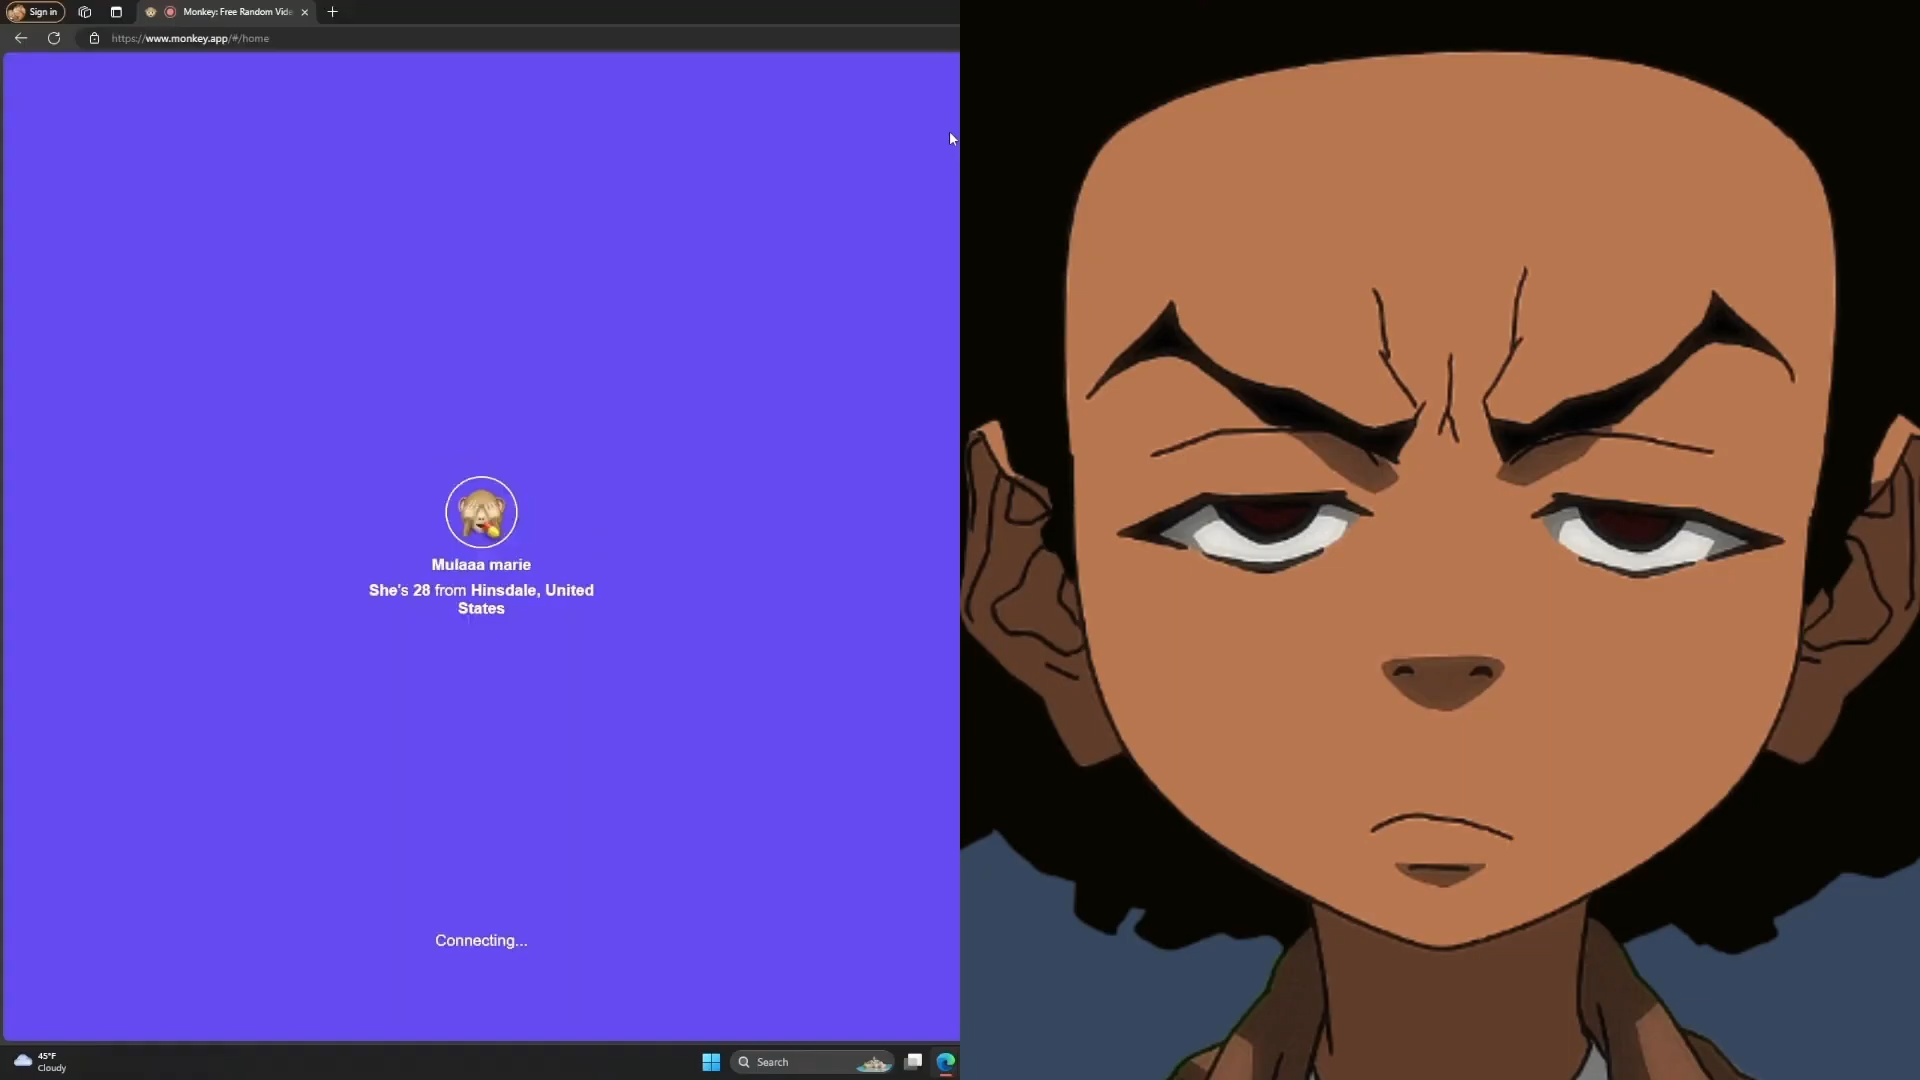 Sign in
Monkey: Free Random Vide
https://www.monkey.app/#/home
Mulaaa marie
She's 28 from Hinsdale, United
States
Connecting...
45°F
Cloudy
Search